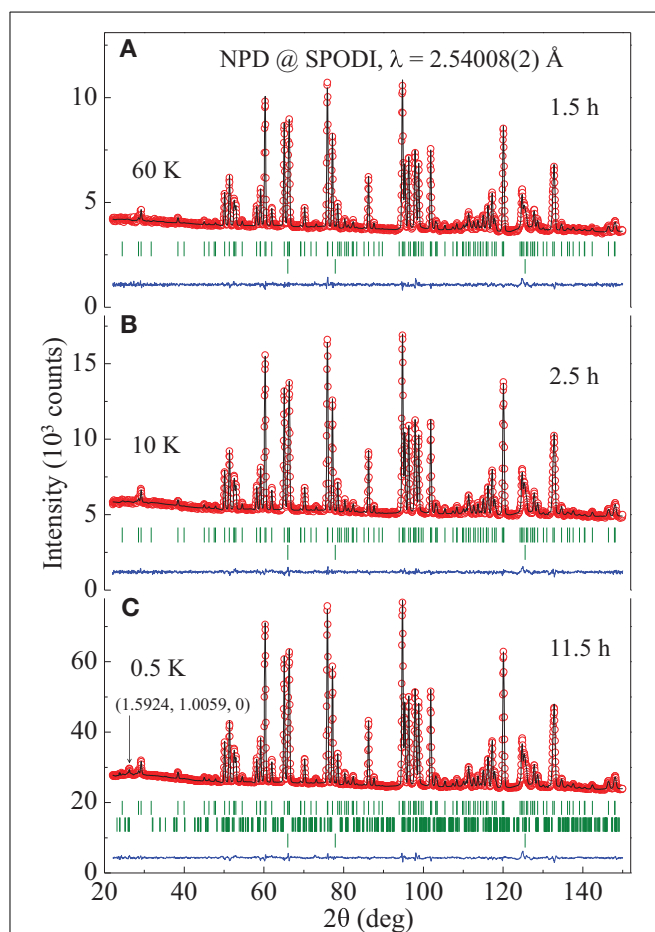 A
NPD @ SPODI, λ = 2.54008(2) Å
10
1.5 h
60 K
5
0
B
15
2.5 h
10
10 K
5
0
C
60
0.5 K
11.5 h
(1.5924, 1.0059, 0)
40
20
0
Intensity (10³ counts)
20 40 60 80 100 120 140
2θ (deg)